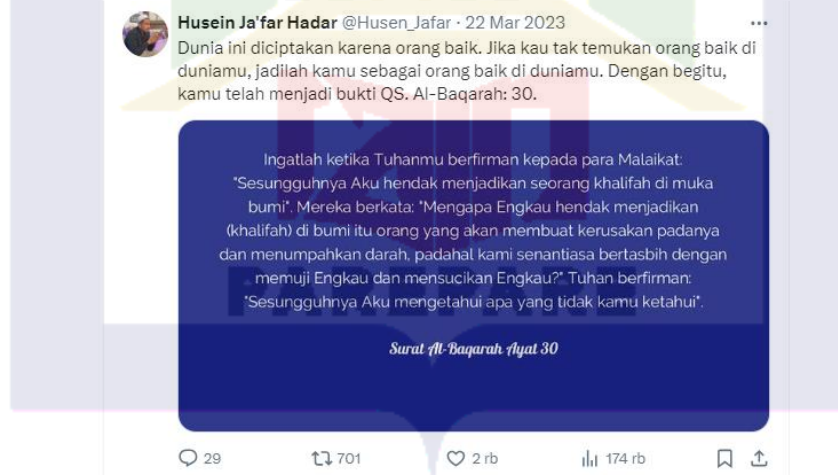 Husein Ja'far Hadar @Husen_Jafar · 22 Mar 2023
Dunia ini diciptakan karena orang baik. Jika kau tak temukan orang baik di
duniamu, jadilah kamu sebagai orang baik di duniamu. Dengan begitu,
kamu telah menjadi bukti QS. Al-Baqarah: 30.
Ingatlah ketika Tuhanmu berfirman kepada para Malaikat:
"Sesungguhnya Aku hendak menjadikan seorang khalifah di muka
bumi". Mereka berkata: "Mengapa Engkau hendak menjadikan
(khalifah) di bumi itu orang yang akan membuat kerusakan padanya
dan menumpahkan darah, padahal kami senantiasa bertasbih dengan
memuji Engkau dan mensucikan Engkau?" Tuhan berfirman:
"Sesungguhnya Aku mengetahui apa yang tidak kamu ketahui".
PAREPARE
Surat Al-Baqarah Ayat 30
29 701 2 rb 174 rb